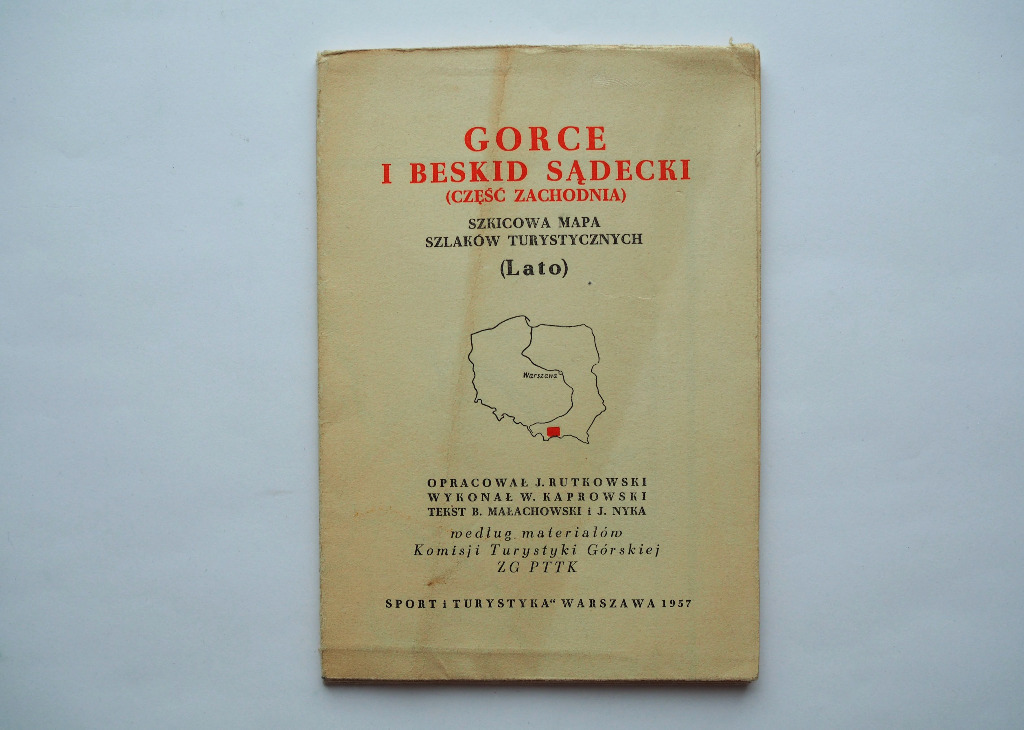 GORCE
I BESKID SĄDECKI
(CZĘŚĆ ZACHODNIA)
SZKICOWA MAPA
SZLAKÓW TURYSTYCZNYCH
(Lato)
Warszawa
OPRACOWAŁ J. RUTKOWSKI
WYKONAŁ W. KAPROWSKI
TEKST B. MAŁACHOWSKI i J. NYKA
według materiałów
Komisji Turystyki Górskiej
ZG PTTK
SPORT i TURYSTYKA“ WARSZAWA 1957